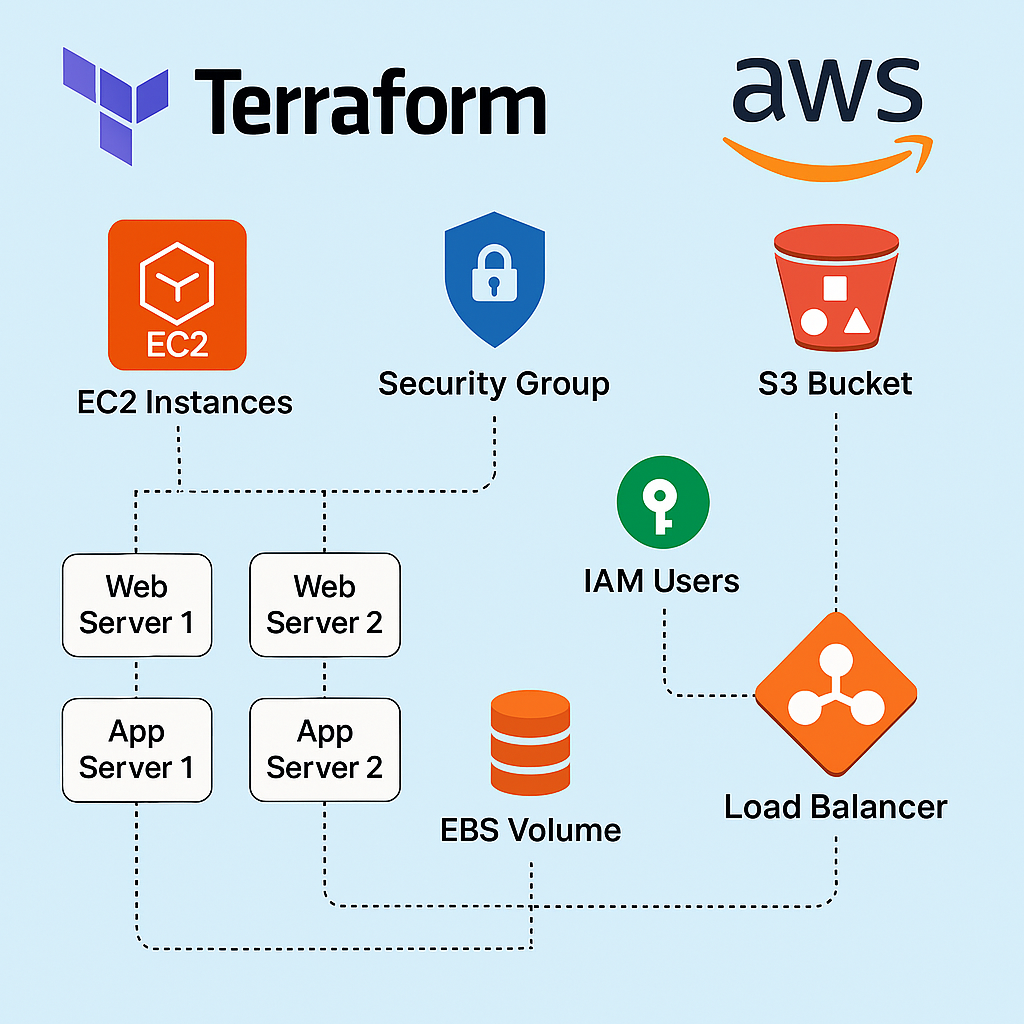 Terraform
aws
EC2
EC2 Instances
Security Group
S3 Bucket
IAM Users
Web
Server 1
Web
Server 2
App
Server 1
App
Server 2
EBS Volume
Load Balancer